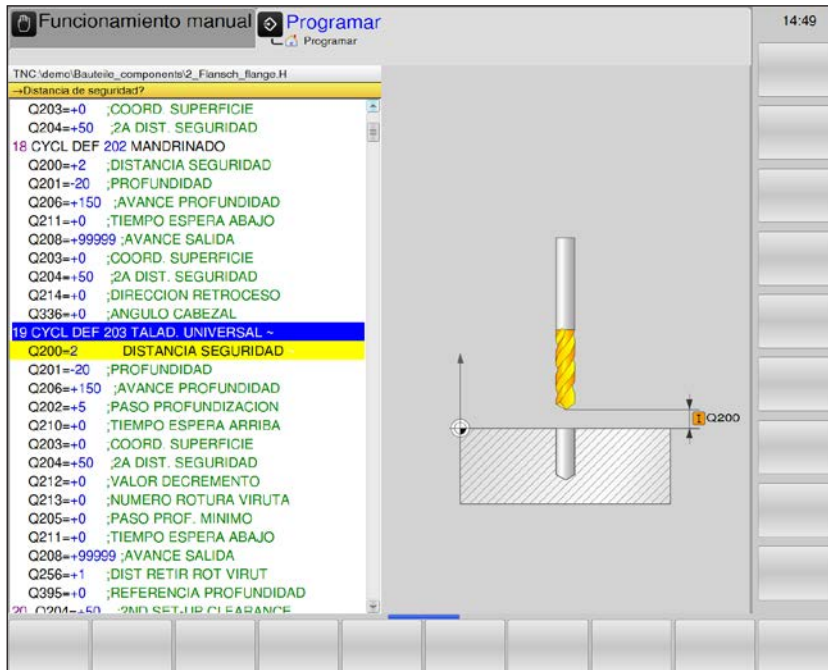 Funcionamiento manual
Programar
Programar
14:49
TNC:\demo\Bauteile_components\2_Flansch_flange.H
→Distancia de seguridad?
Q203=+0 ;COORD. SUPERFICIE
Q204=+50 ;2A DIST. SEGURIDAD
18 CYCL DEF 202 MANDRINADO
Q200=+2 ;DISTANCIA SEGURIDAD
Q201=-20 ;PROFUNDIDAD
Q206=+150 ;AVANCE PROFUNDIDAD
Q211=+0 ;TIEMPO ESPERA ABAJO
Q208=+99999 ;AVANCE SALIDA
Q203=+0 ;COORD. SUPERFICIE
Q204=+50 ;2A DIST. SEGURIDAD
Q214=+0 ;DIRECCION RETROCESO
Q336=+0 ;ANGULO CABEZAL
19 CYCL DEF 203 TALAD. UNIVERSAL ~
Q200=2 DISTANCIA SEGURIDAD
Q201=-20 ;PROFUNDIDAD
Q206=+150 ;AVANCE PROFUNDIDAD
Q202=+5 ;PASO PROFUNDIZACION
Q210=+0 ;TIEMPO ESPERA ARRIBA
Q203=+0 ;COORD. SUPERFICIE
Q204=+50 ;2A DIST. SEGURIDAD
Q212=+0 ;VALOR DECREMENTO
Q213=+0 ;NUMERO ROTURA VIRUTA
Q205=+0 ;PASO PROF. MINIMO
Q211=+0 ;TIEMPO ESPERA ABAJO
Q208=+99999 ;AVANCE SALIDA
Q256=+1 ;DIST RETIR ROT VIRUT
Q395=+0 ;REFERENCIA PROFUNDIDAD
20 Q204=+50 ;2ND SET-UP CLEARANCE
Q200